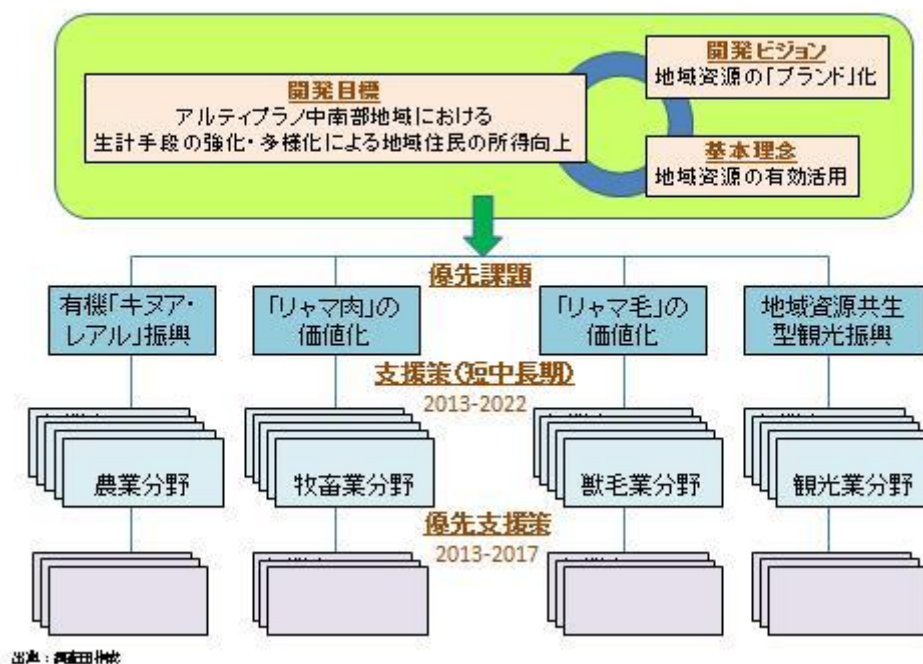 開発目標
アルティプラノ中南部地域における
生計手段の強化・多様化による地域住民の所得向上
開発ビジョン
地域資源の「ブランド」化
基本理念
地域資源の有効活用
優先課題
有機「キヌア・
レアル」振興
「リャマ肉」の
価値化
「リャマ毛」の
価値化
地域資源共生
型観光振興
支援策(短中長期)
2013-2022
農業分野
牧畜業分野
獣毛業分野
観光業分野
優先支援策
2013-2017